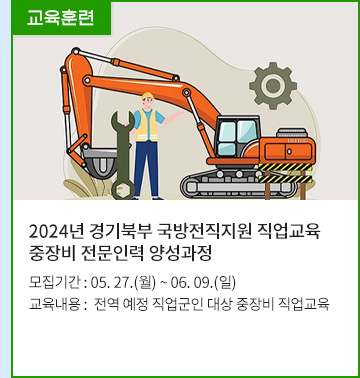 교육훈련
2024년 경기북부 국방전직지원 직업교육
중장비 전문인력 양성과정
모집기간 : 05. 27.(월) ~ 06. 09.(일)
교육내용 : 전역 예정 직업군인 대상 중장비 직업교육